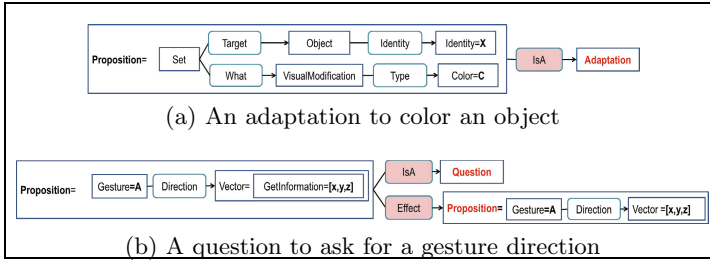 Target Object Identity Identity=X
Proposition= Set IsA Adaptation
What VisualModification Type Color=C
(a) An adaptation to color an object
IsA Question
Proposition= Gesture=A Direction Vector= GetInformation=[x,y,z]
Effect Proposition= Gesture=A Direction Vector =[x,y,z]
(b) A question to ask for a gesture direction